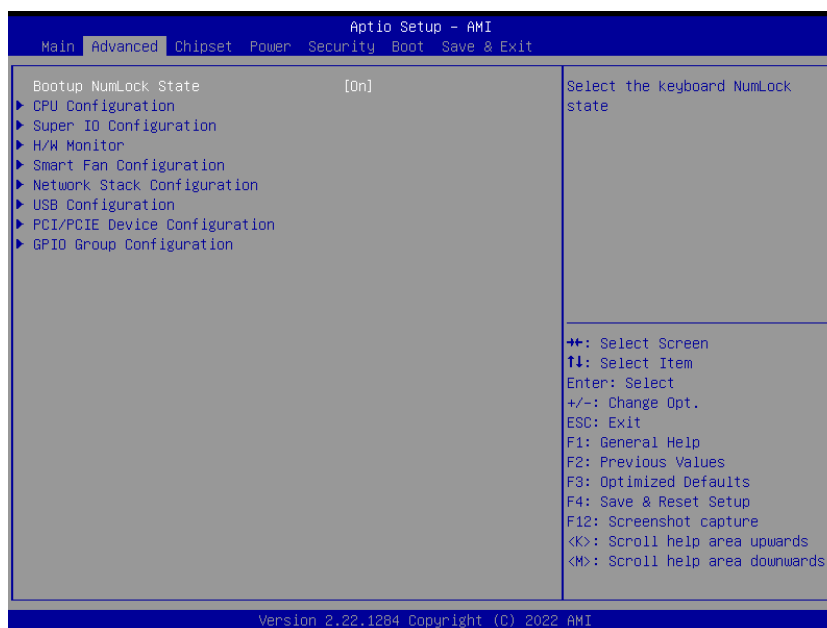 Aptio Setup – AMI
Main Advanced Chipset Power Security Boot Save & Exit
Bootup NumLock State [On]
CPU Configuration
Super IO Configuration
H/W Monitor
Smart Fan Configuration
Network Stack Configuration
USB Configuration
PCI/PCIE Device Configuration
GPIO Group Configuration
Select the keyboard NumLock
state
→←: Select Screen
↑↓: Select Item
Enter: Select
+/-: Change Opt.
ESC: Exit
F1: General Help
F2: Previous Values
F3: Optimized Defaults
F4: Save & Reset Setup
F12: Screenshot capture
<K>: Scroll help area upwards
<M>: Scroll help area downwards
Version 2.22.1284 Copyright (C) 2022 AMI